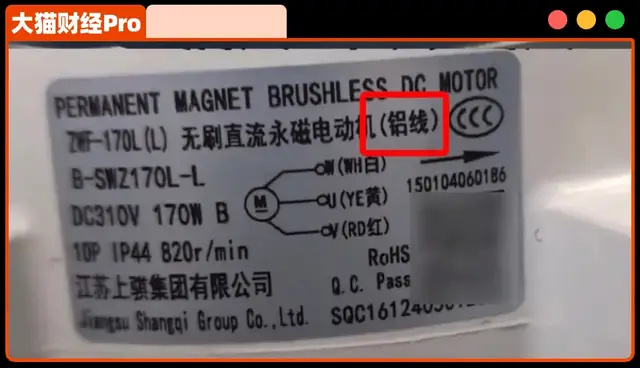 大猫财经Pro
PERMANENT MAGNET BRUSHLESS DC MOTOR
ZWF-170L(L) 无刷直流永磁电动机(铝线) CCC
B-SWZ170L-L
W(WH白)
DC310V 170W B
M
U(YE黄)
150104060186
V(RD红)
10P IP44 820r/min
RoHS
江苏上骐集团有限公司
Q.C. Pass
Jiangsu Shangqi Group Co.,Ltd.